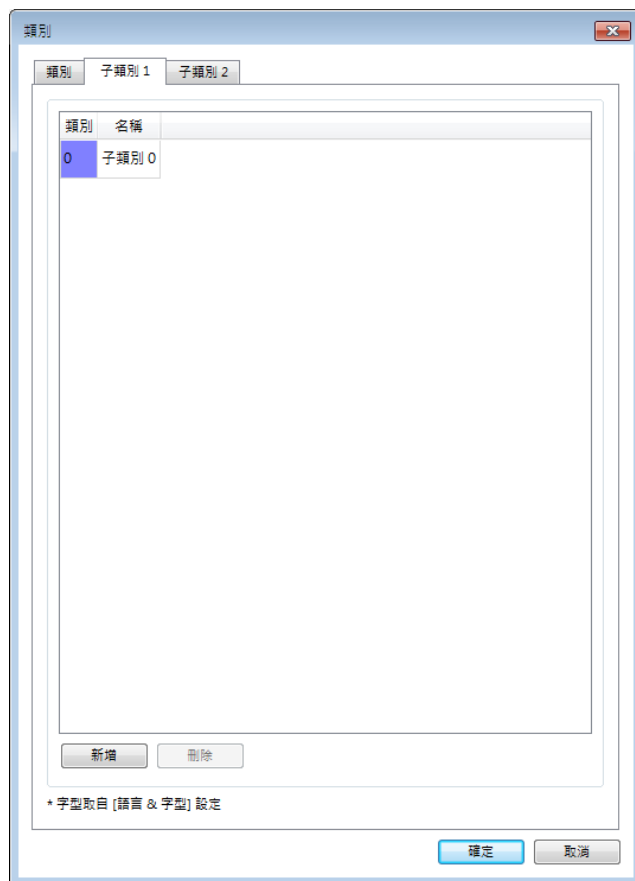 類別
類別 子類別 1 子類別 2
類別 名稱
0 子類別 0
新增 刪除
* 字型取自 [語言 & 字型] 設定
確定 取消